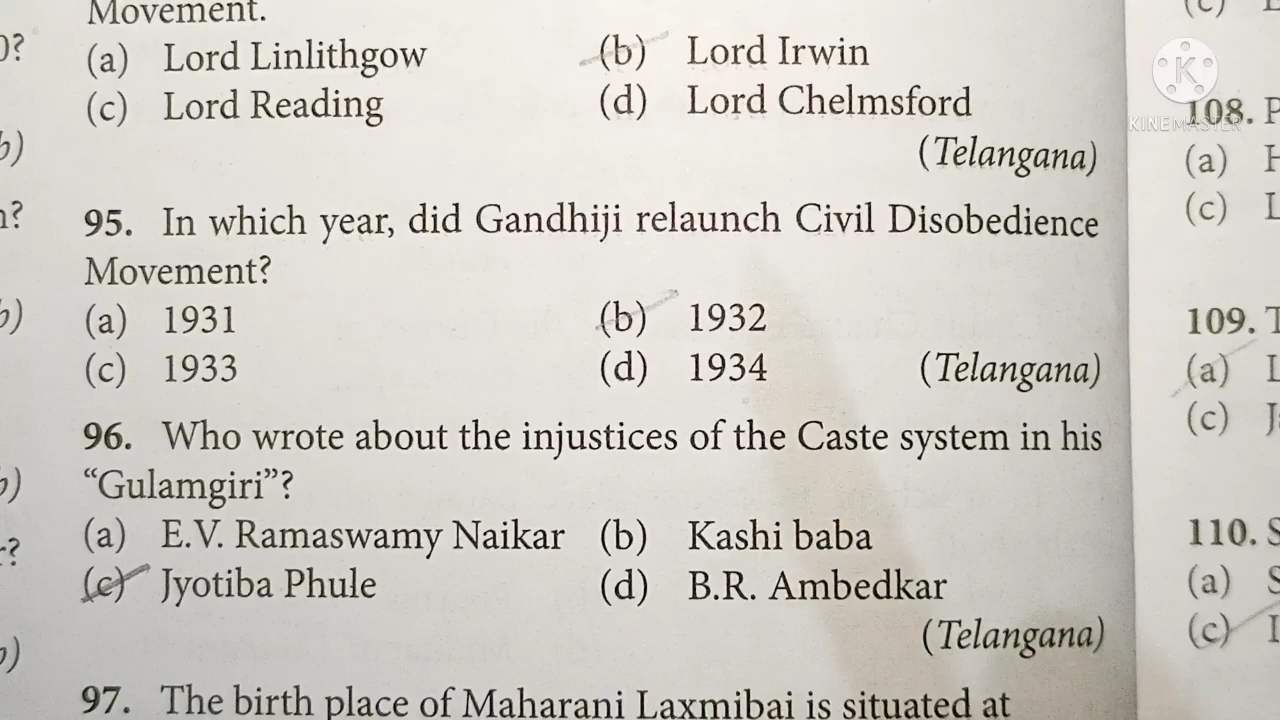 Movement.
(a) Lord Linlithgow (b) Lord Irwin
(c) Lord Reading (d) Lord Chelmsford
(Telangana)
95. In which year, did Gandhiji relaunch Civil Disobedience
Movement?
(a) 1931 (b) 1932
(c) 1933 (d) 1934 (Telangana)
96. Who wrote about the injustices of the Caste system in his
“Gulamgiri”?
(a) E.V. Ramaswamy Naikar (b) Kashi baba
(c) Jyotiba Phule (d) B.R. Ambedkar
(Telangana)
97. The birth place of Maharani Laxmibai is situated at
108.
(a)
(c)
109.
(a)
(c)
110.
(a)
(c)
KINEMASTER